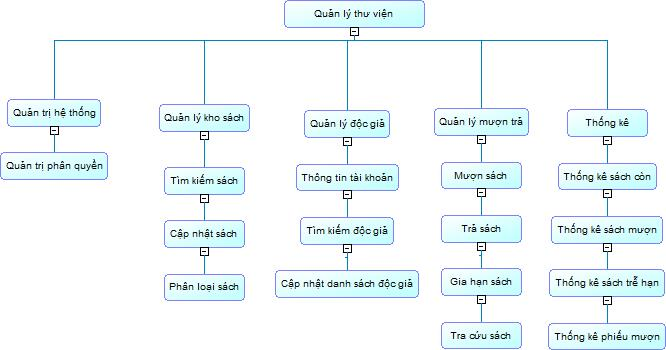 Quản lý thư viện
Quản trị hệ thống
Quản trị phân quyền
Quản lý kho sách
Tìm kiếm sách
Cập nhật sách
Phân loại sách
Quản lý độc giả
Thông tin tài khoản
Tìm kiếm độc giả
Cập nhật danh sách độc giả
Quản lý mượn trả
Mượn sách
Trả sách
Gia hạn sách
Tra cứu sách
Thống kê
Thống kê sách còn
Thống kê sách mượn
Thống kê sách trễ hạn
Thống kê phiếu mượn